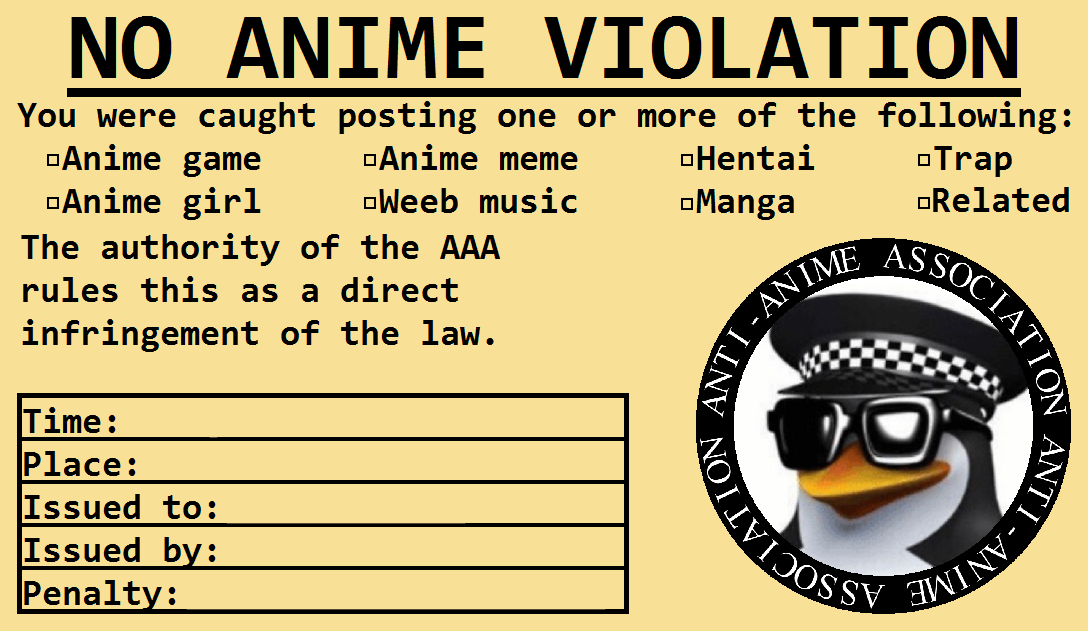 NO ANIME VIOLATION
You were caught posting one or more of the following:
▫Anime game ▫Anime meme ▫Hentai ▫Trap
▫Anime girl ▫Weeb music ▫Manga ▫Related
The authority of the AAA
rules this as a direct
infringement of the law.
Time:
Place:
Issued to:
Issued by:
Penalty:
ANTI-ANIME ASSOCIATION ANTI-ANIME ASSOCIATION